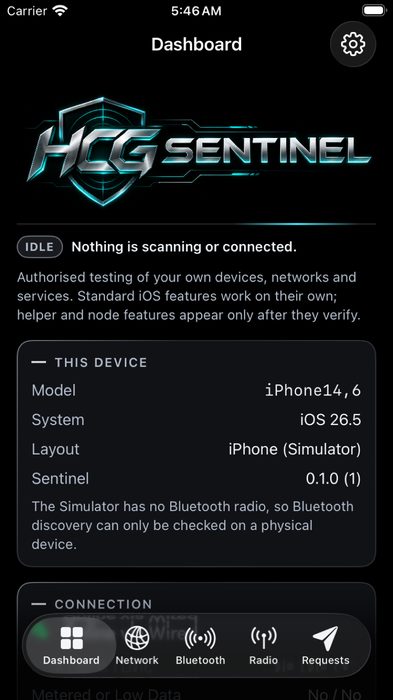 Carrier 5:46 AM
Dashboard
HCG SENTINEL
IDLE Nothing is scanning or connected.
Authorised testing of your own devices, networks and
services. Standard iOS features work on their own;
helper and node features appear only after they verify.
THIS DEVICE
Model iPhone14,6
System iOS 26.5
Layout iPhone (Simulator)
Sentinel 0.1.0 (1)
The Simulator has no Bluetooth radio, so Bluetooth
discovery can only be checked on a physical
device.
CONNECTION
Dashboard Network Bluetooth Radio Requests
Metered or Low Data No / No